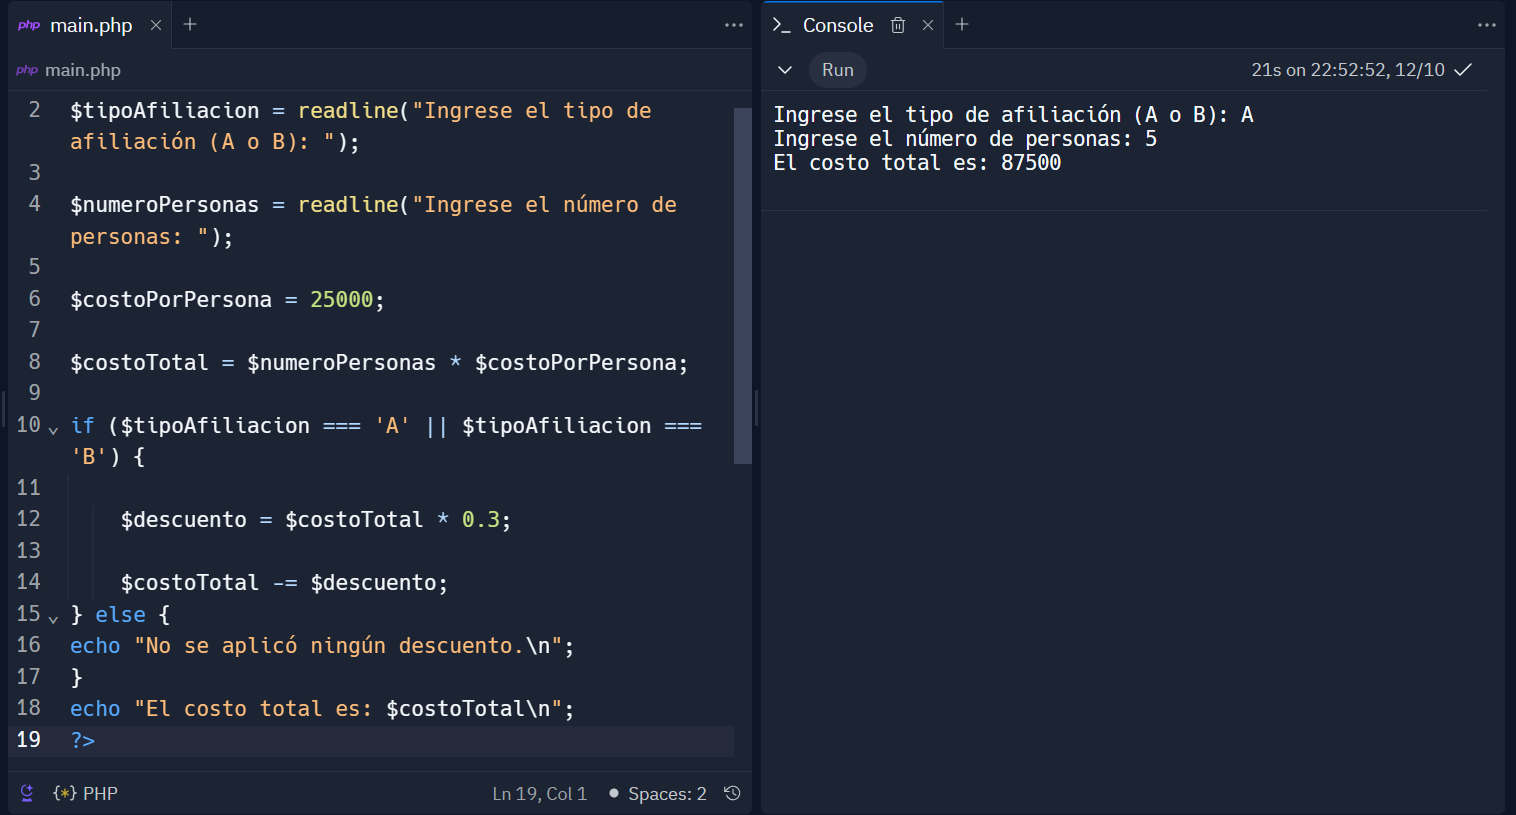 php main.php
php main.php
2 $tipoAfiliacion = readline("Ingrese el tipo de
afiliación (A o B): ");
3
4 $numeroPersonas = readline("Ingrese el número de
personas: ");
5
6 $costoPorPersona = 25000;
7
8 $costoTotal = $numeroPersonas * $costoPorPersona;
9
10 if ($tipoAfiliacion === 'A' || $tipoAfiliacion ===
'B') {
11
12 $descuento = $costoTotal * 0.3;
13
14 $costoTotal -= $descuento;
15 } else {
16 echo "No se aplicó ningún descuento.\n";
17 }
18 echo "El costo total es: $costoTotal\n";
19 ?>
{*} PHP Ln 19, Col 1 Spaces: 2
>_ Console
Run 21s on 22:52:52, 12/10
Ingrese el tipo de afiliación (A o B): A
Ingrese el número de personas: 5
El costo total es: 87500